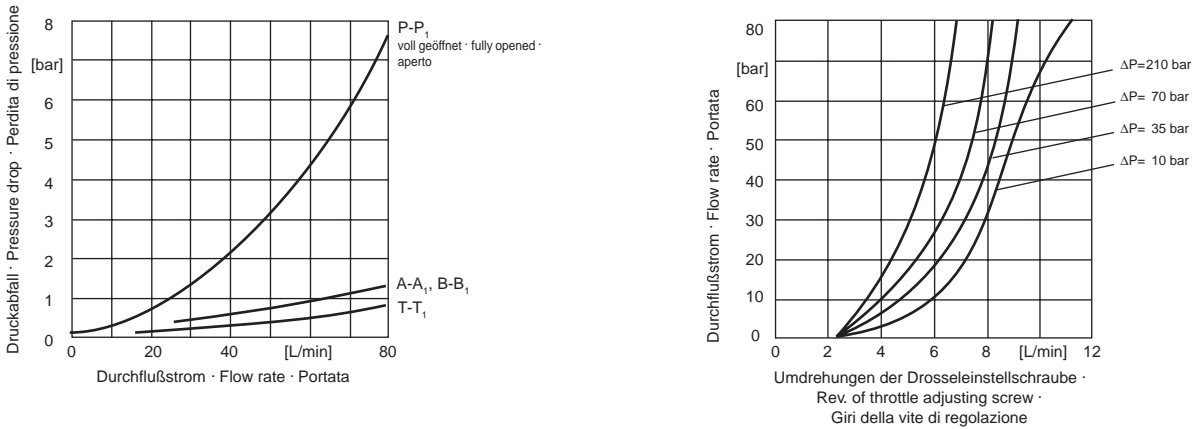 Druckabfall · Pressure drop · Perdita di pressione
8
[bar]
6
5
4
3
2
1
0
0
20
40
[L/min]
80
Durchflußstrom · Flow rate · Portata
P-P1
voll geöffnet · fully opened ·
aperto
A-A1, B-B1
T-T1
Durchflußstrom · Flow rate · Portata
80
[bar]
60
50
40
30
20
10
0
0
2
4
6
8
[L/min]
12
Umdrehungen der Drosseleinstellschraube ·
Rev. of throttle adjusting screw ·
Giri della vite di regolazione
ΔP=210 bar
ΔP= 70 bar
ΔP= 35 bar
ΔP= 10 bar